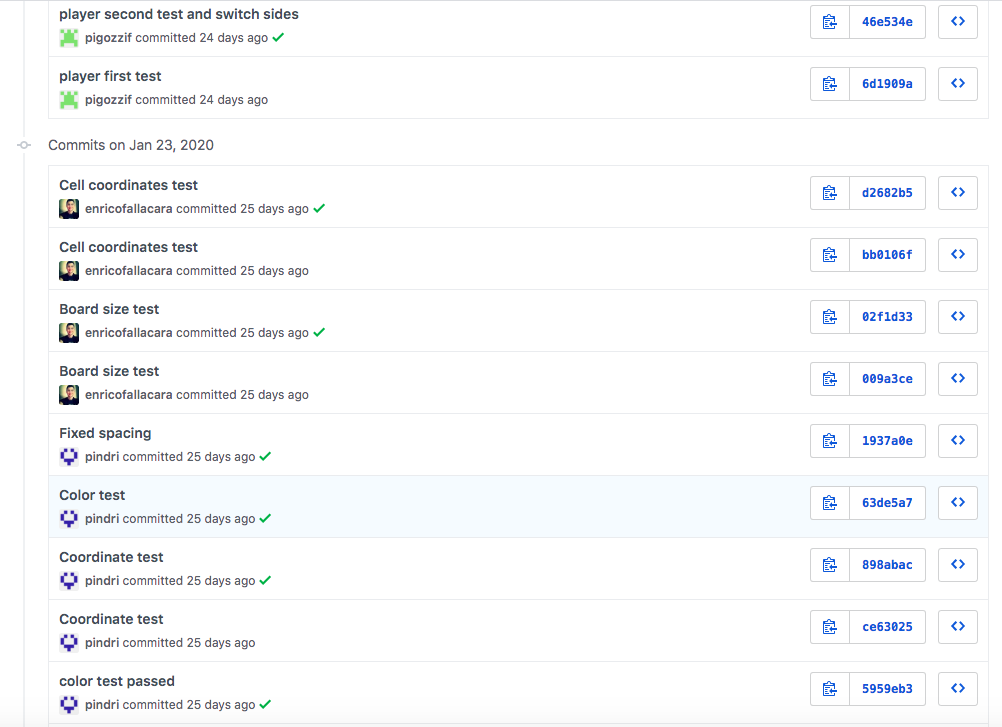 player second test and switch sides
pigozzif committed 24 days ago
46e534e
player first test
pigozzif committed 24 days ago
6d1909a
Commits on Jan 23, 2020
Cell coordinates test
enricofallacara committed 25 days ago
d2682b5
Cell coordinates test
enricofallacara committed 25 days ago
bb0106f
Board size test
enricofallacara committed 25 days ago
02f1d33
Board size test
enricofallacara committed 25 days ago
009a3ce
Fixed spacing
pindri committed 25 days ago
1937a0e
Color test
pindri committed 25 days ago
63de5a7
Coordinate test
pindri committed 25 days ago
898abac
Coordinate test
pindri committed 25 days ago
ce63025
color test passed
pindri committed 25 days ago
5959eb3